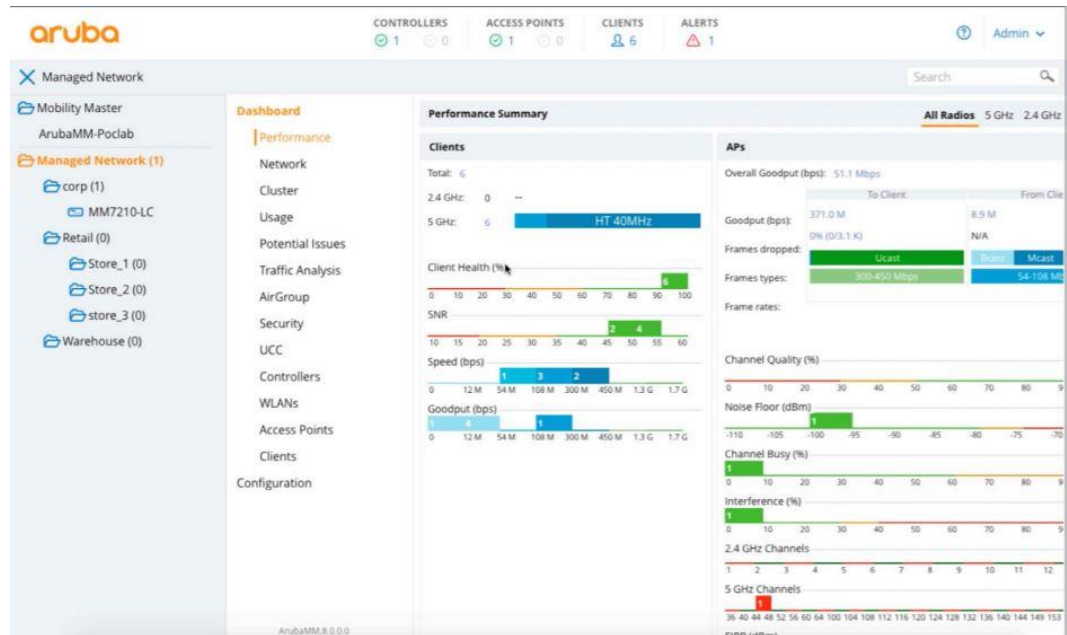 aruba
CONTROLLERS ACCESS POINTS CLIENTS ALERTS
1 0 1 0 6 1
Admin
Managed Network
Search
Mobility Master
ArubaMM-Poclab
Managed Network (1)
corp (1)
MM7210-LC
Retail (0)
Store_1 (0)
Store_2 (0)
store_3 (0)
Warehouse (0)
Dashboard
Performance
Network
Cluster
Usage
Potential Issues
Traffic Analysis
AirGroup
Security
UCC
Controllers
WLANs
Access Points
Clients
Configuration
ArubaMM,8.0.0.0
Performance Summary
All Radios 5 GHz 2.4 GHz
Clients
Total: 6
2.4 GHz: 0 --
5 GHz: 6 HT 40MHz
Client Health (%)
6
0 10 20 30 40 50 60 70 80 90 100
SNR
2 4
10 15 20 25 30 35 40 45 50 55 60
Speed (bps)
1 3 2
0 12 M 54 M 108 M 300 M 450 M 1.3 G 1.7 G
Goodput (bps)
1 4 1
0 12 M 54 M 108 M 300 M 450 M 1.3 G 1.7 G
APs
Overall Goodput (bps): 51.1 Mbps
To Client From Clie
Goodput (bps): 371.0 M 8.9 M
0% (0/3.1 K) N/A
Frames dropped:
Ucast Bcast Mcast
Frames types: 300-450 Mbps 54-108 Mb
Frame rates:
Channel Quality (%)
0 10 20 30 40 50 60 70 80 9
Noise Floor (dBm)
1
-110 -105 -100 -95 -90 -85 -80 -75 -70
Channel Busy (%)
1
0 10 20 30 40 50 60 70 80 9
Interference (%)
1
0 10 20 30 40 50 60 70 80 9
2.4 GHz Channels
1 2 3 4 5 6 7 8 9 10 11 12
5 GHz Channels
1
36 40 44 48 52 56 60 64 100 104 108 112 116 120 124 128 132 136 140 144 149 153